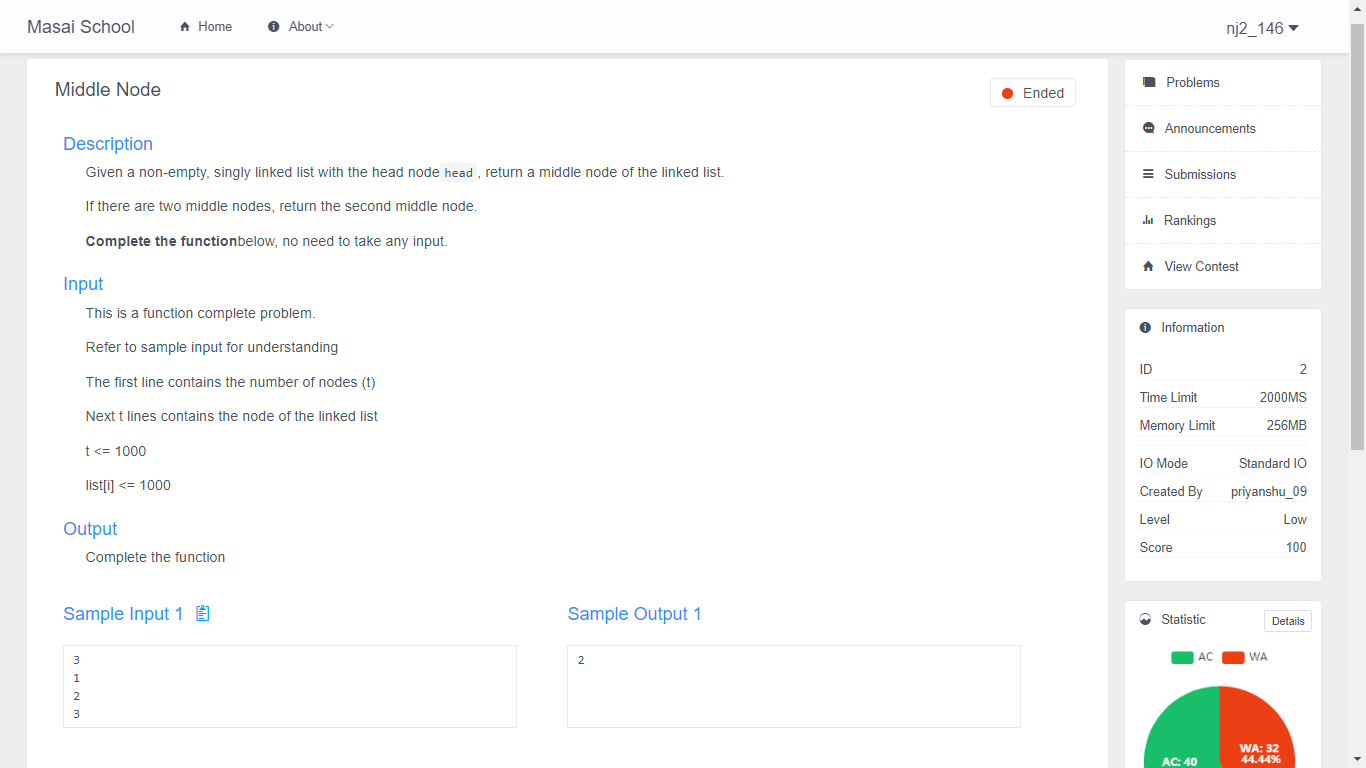 Masai School
Home
About
nj2_146
Middle Node
Ended
Description
Given a non-empty, singly linked list with the head node head , return a middle node of the linked list.
If there are two middle nodes, return the second middle node.
Complete the functionbelow, no need to take any input.
Input
This is a function complete problem.
Refer to sample input for understanding
The first line contains the number of nodes (t)
Next t lines contains the node of the linked list
t <= 1000
list[i] <= 1000
Output
Complete the function
Sample Input 1
3
1
2
3
Sample Output 1
2
Problems
Announcements
Submissions
Rankings
View Contest
Information
ID 2
Time Limit 2000MS
Memory Limit 256MB
IO Mode Standard IO
Created By priyanshu_09
Level Low
Score 100
Statistic Details
AC WA
WA: 32
44.44%
AC: 40